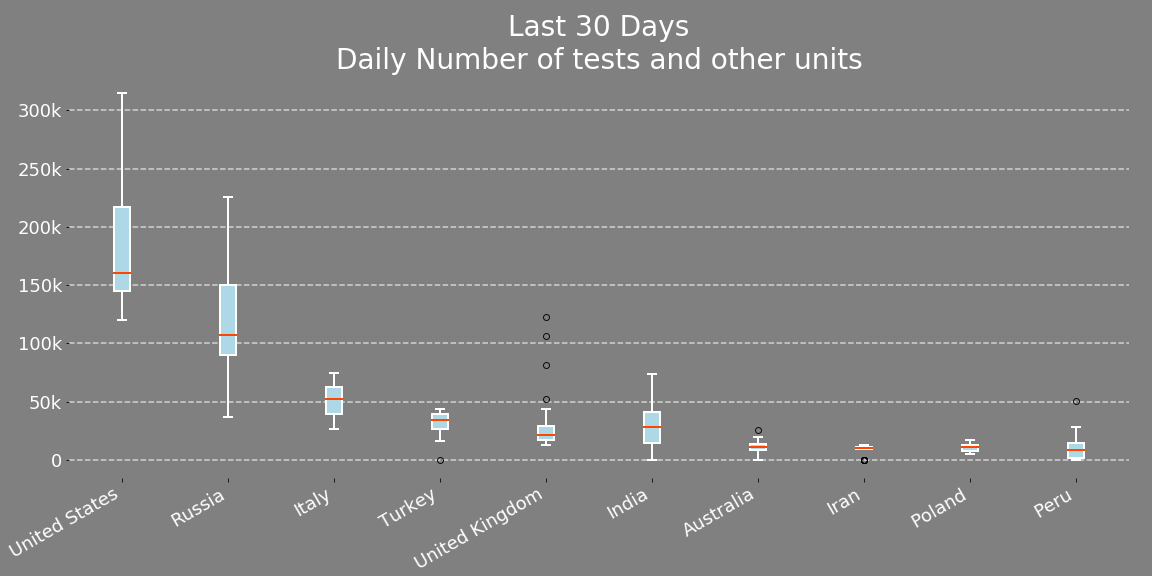 Last 30 Days
Daily Number of tests and other units
300k
250k
200k
150k
100k
50k
0
United States
Russia
Italy
Turkey
United Kingdom
India
Australia
Iran
Poland
Peru